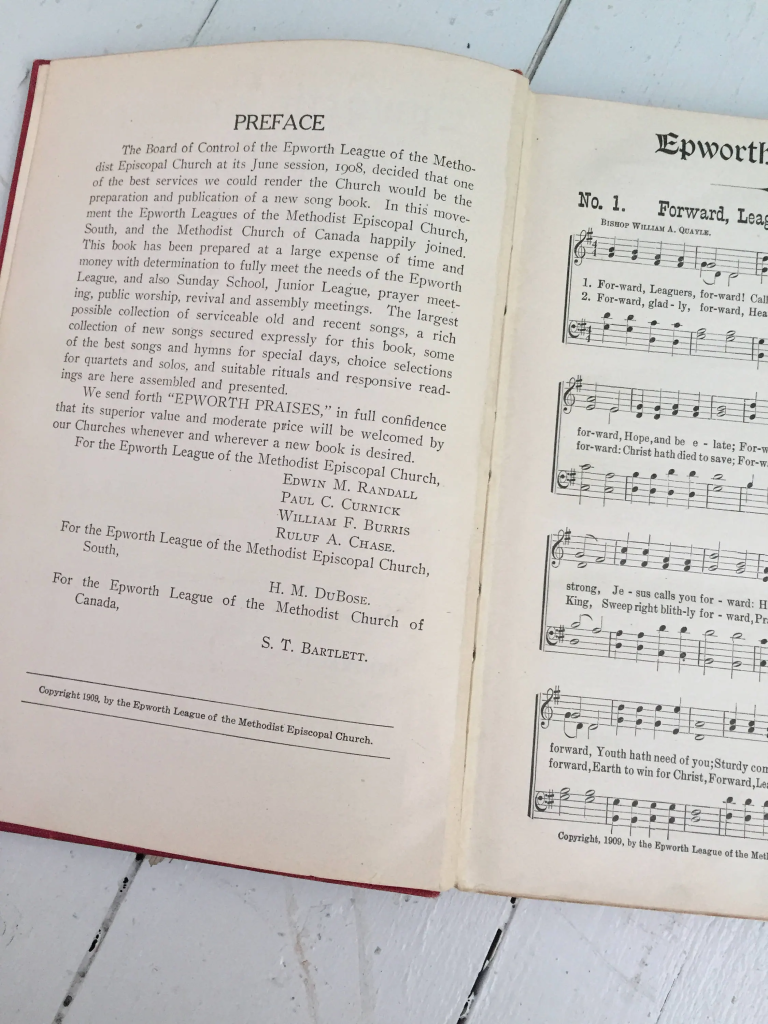 PREFACE
The Board of Control of the Epworth League of the Metho-
dist Episcopal Church at its June session, 1908, decided that one
of the best services we could render the Church would be the
preparation and publication of a new song book. In this move-
ment the Epworth Leagues of the Methodist Episcopal Church,
South, and the Methodist Church of Canada happily joined.
This book has been prepared at a large expense of time and
money with determination to fully meet the needs of the Epworth
League, and also Sunday School, Junior League, prayer meet-
ing, public worship, revival and assembly meetings. The largest
possible collection of serviceable old and recent songs, a rich
collection of new songs secured expressly for this book, some
of the best songs and hymns for special days, choice selections
for quartets and solos, and suitable rituals and responsive read-
ings are here assembled and presented.
We send forth "EPWORTH PRAISES," in full confidence
that its superior value and moderate price will be welcomed by
our Churches whenever and wherever a new book is desired.
For the Epworth League of the Methodist Episcopal Church,
EDWIN M. RANDALL
PAUL C. CURNICK
WILLIAM F. BURRIS
RULUF A. CHASE.
For the Epworth League of the Methodist Episcopal Church,
South,
H. M. DUBOSE.
For the Epworth League of the Methodist Church of
Canada,
S. T. BARTLETT.
Copyright 1909, by the Epworth League of the Methodist Episcopal Church.
Epworth
No. 1. Forward,
BISHOP WILLIAM A. QUAYLE.
1. For-ward, Leaguers, for-ward!
2. For-ward, glad - ly, for-ward,
for-ward, Hope, and be e - late;
for-ward: Christ hath died to save;
strong, Je - sus calls you for - ward:
King, Sweep right blith-ly for - ward,
forward, Youth hath need of you; Sturdy
forward, Earth to win for Christ, Forward,
Copyright, 1909, by the Epworth League of the